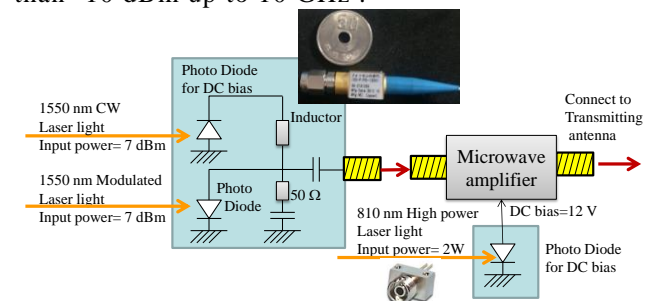 than -10 dBm up to 10 GHz .
Photo Diode
for DC bias
1550 nm CW
Laser light
Input power= 7 dBm
Inductor
1550 nm Modulated
Laser light
Input power= 7 dBm
Photo
Diode
50 Ω
Microwave
amplifier
Connect to
Transmitting
antenna
810 nm High power
Laser light
Input power= 2W
DC bias=12 V
Photo Diode
for DC bias